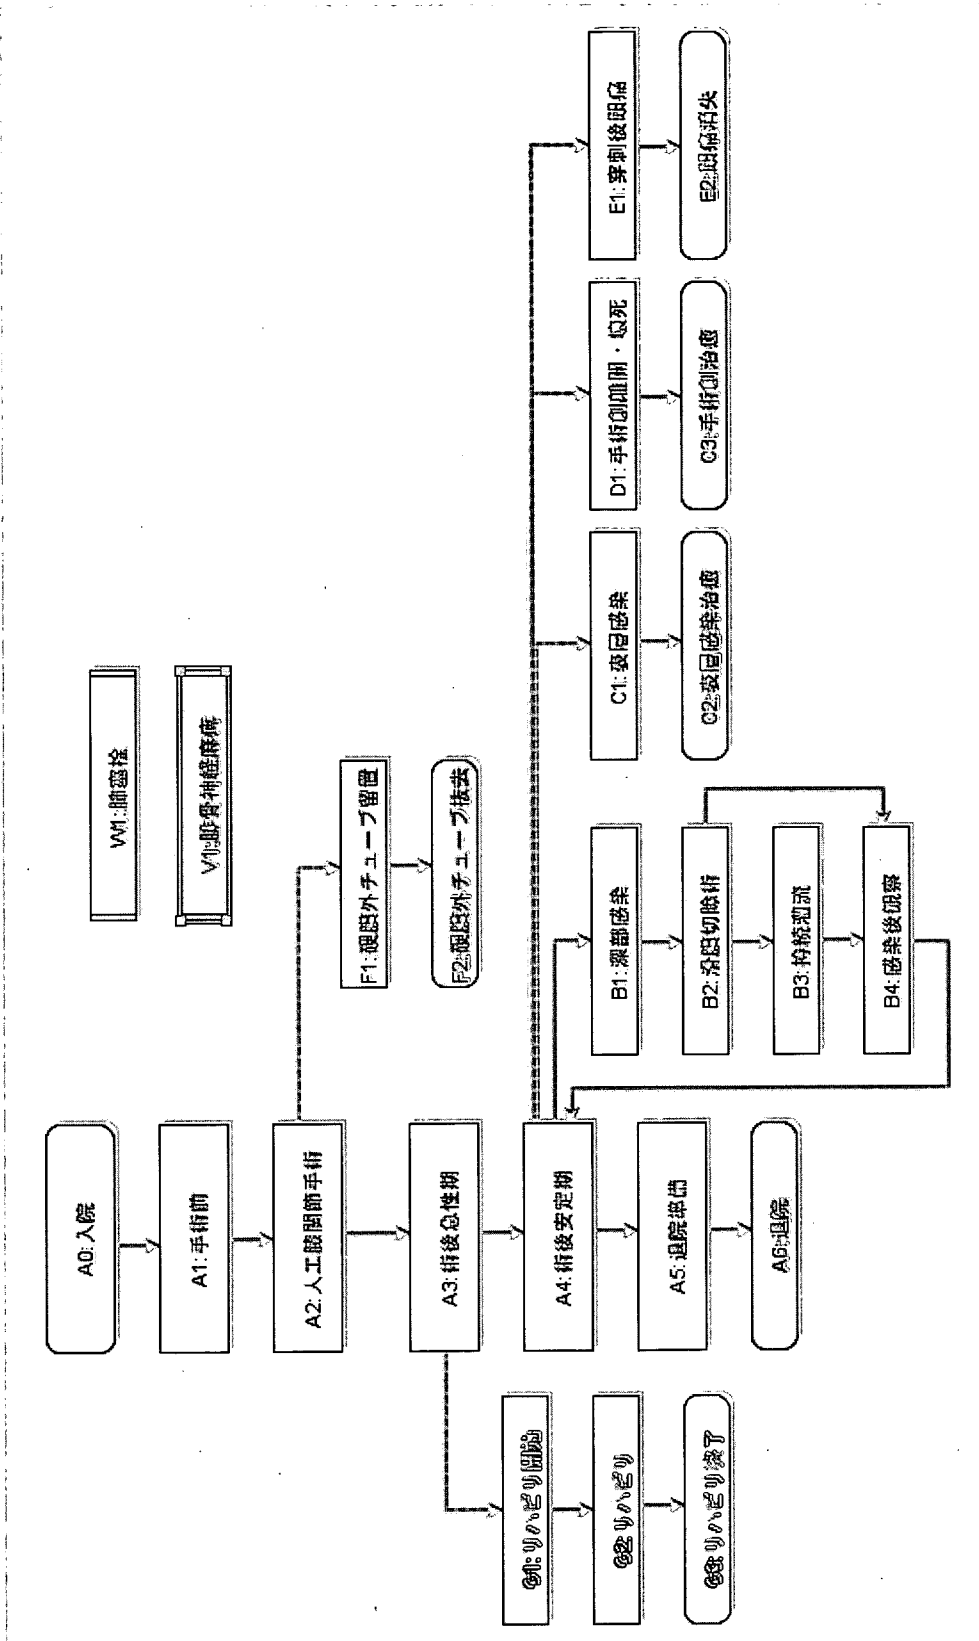 A0:入院
A1:手術前
A2:人工膝関節手術
A3:術後急性期
A4:術後安定期
A5:退院準備
A6:退院
W1:肺塞栓
V1:腓骨神経麻痺
F1:硬膜外チューブ留置
F2:硬膜外チューブ抜去
G1:リハビリ開始
G2:リハビリ
G3:リハビリ終了
B1:深部感染
B2:滑膜切除術
B3:持続灌流
B4:感染後観察
C1:表層感染
C2:表層感染治癒
D1:手術創離開・壊死
C3:手術創治癒
E1:穿刺後頭痛
E2:頭痛消失